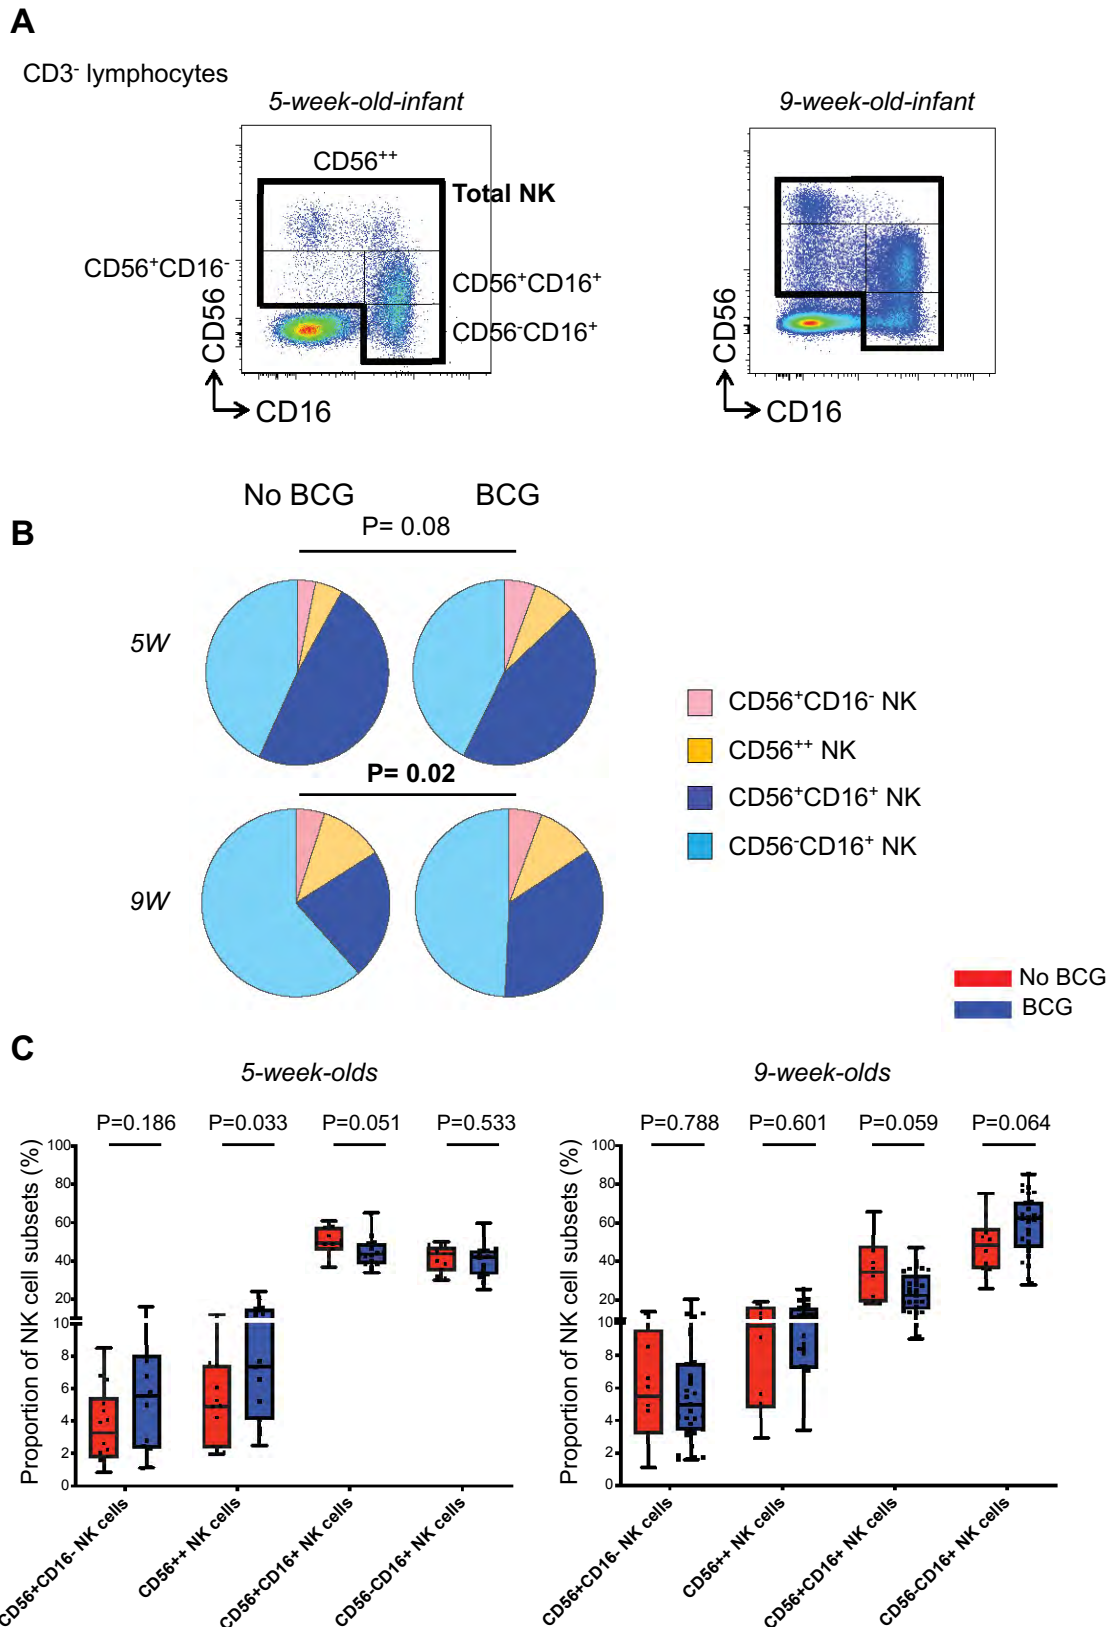 A
CD3⁻ lymphocytes
5-week-old-infant
9-week-old-infant
CD56⁺⁺
Total NK
CD56⁺CD16⁻
CD56⁺CD16⁺
CD56⁻CD16⁺
CD56
CD16
CD56
CD16
No BCG
BCG
B
P= 0.08
5W
P= 0.02
9W
CD56⁺CD16⁻ NK
CD56⁺⁺ NK
CD56⁺CD16⁺ NK
CD56⁻CD16⁺ NK
No BCG
BCG
C
5-week-olds
P=0.186
P=0.033
P=0.051
P=0.533
Proportion of NK cell subsets (%)
100
80
60
40
20
10
8
6
4
2
0
CD56+CD16- NK cells
CD56++ NK cells
CD56+CD16+ NK cells
CD56-CD16+ NK cells
9-week-olds
P=0.788
P=0.601
P=0.059
P=0.064
Proportion of NK cell subsets (%)
100
80
60
40
20
10
8
6
4
2
0
CD56+CD16- NK cells
CD56++ NK cells
CD56+CD16+ NK cells
CD56-CD16+ NK cells